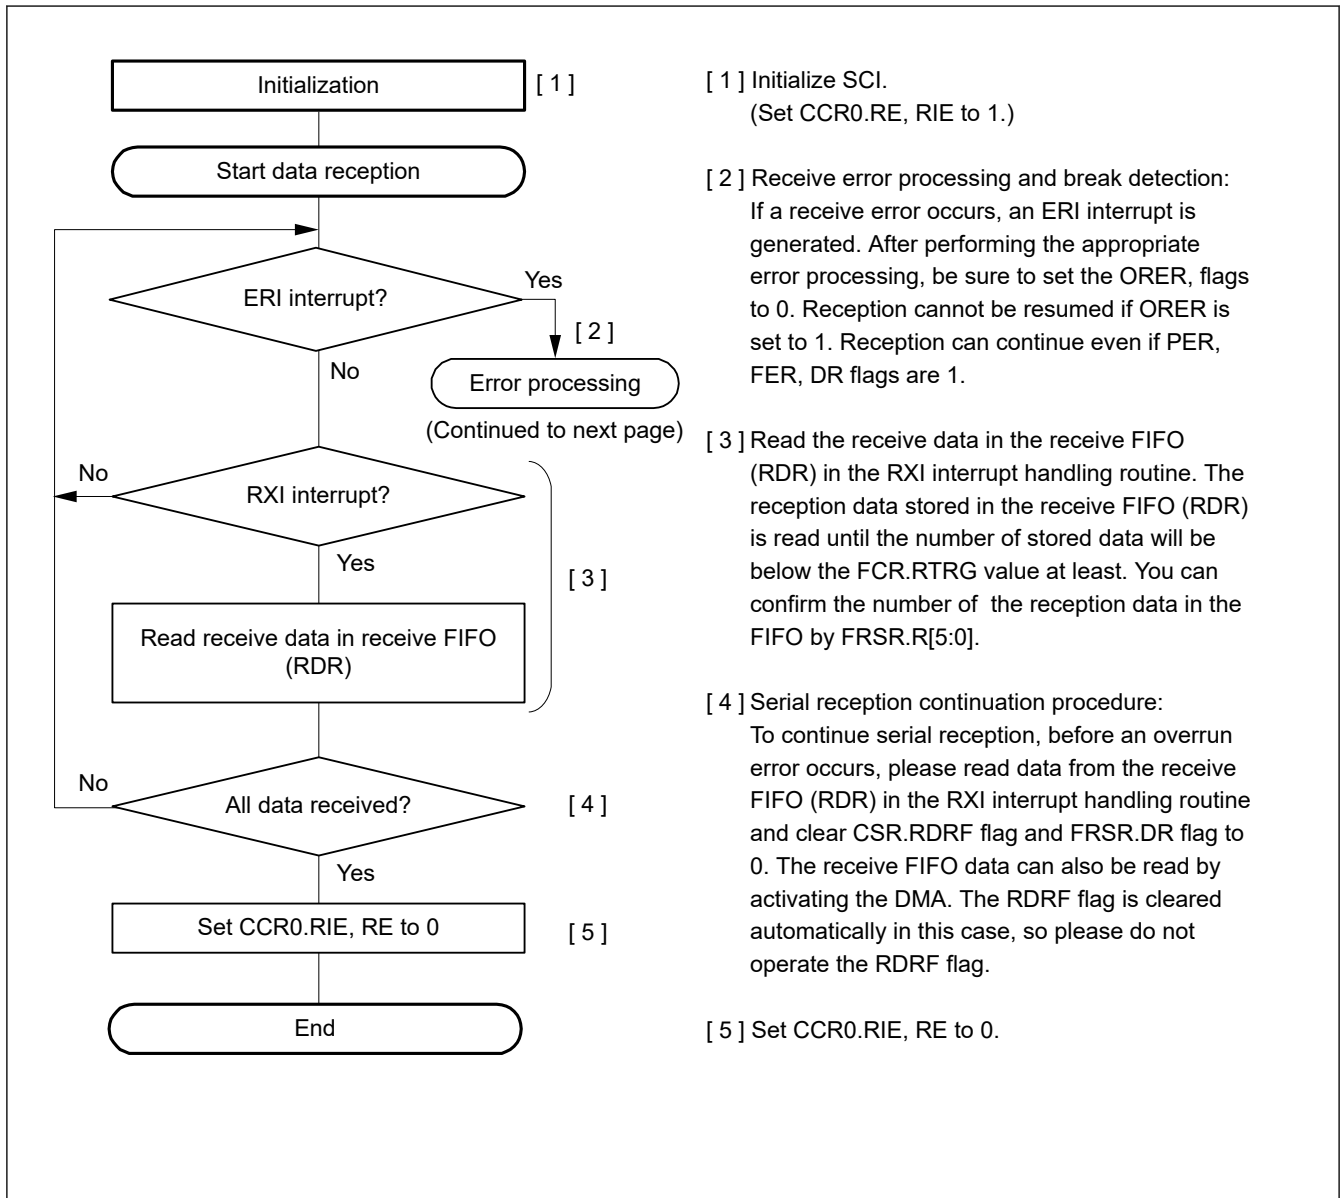 Initialization
[ 1 ]
Start data reception
ERI interrupt?
Yes
[ 2 ]
No
Error processing
(Continued to next page)
No
RXI interrupt?
Yes
[ 3 ]
Read receive data in receive FIFO
(RDR)
No
All data received?
[ 4 ]
Yes
Set CCR0.RIE, RE to 0
[ 5 ]
End
[ 1 ] Initialize SCI.
(Set CCR0.RE, RIE to 1.)
[ 2 ] Receive error processing and break detection:
If a receive error occurs, an ERI interrupt is
generated. After performing the appropriate
error processing, be sure to set the ORER, flags
to 0. Reception cannot be resumed if ORER is
set to 1. Reception can continue even if PER,
FER, DR flags are 1.
[ 3 ] Read the receive data in the receive FIFO
(RDR) in the RXI interrupt handling routine. The
reception data stored in the receive FIFO (RDR)
is read until the number of stored data will be
below the FCR.RTRG value at least. You can
confirm the number of  the reception data in the
FIFO by FRSR.R[5:0].
[ 4 ] Serial reception continuation procedure:
To continue serial reception, before an overrun
error occurs, please read data from the receive
FIFO (RDR) in the RXI interrupt handling routine
and clear CSR.RDRF flag and FRSR.DR flag to
0. The receive FIFO data can also be read by
activating the DMA. The RDRF flag is cleared
automatically in this case, so please do not
operate the RDRF flag.
[ 5 ] Set CCR0.RIE, RE to 0.